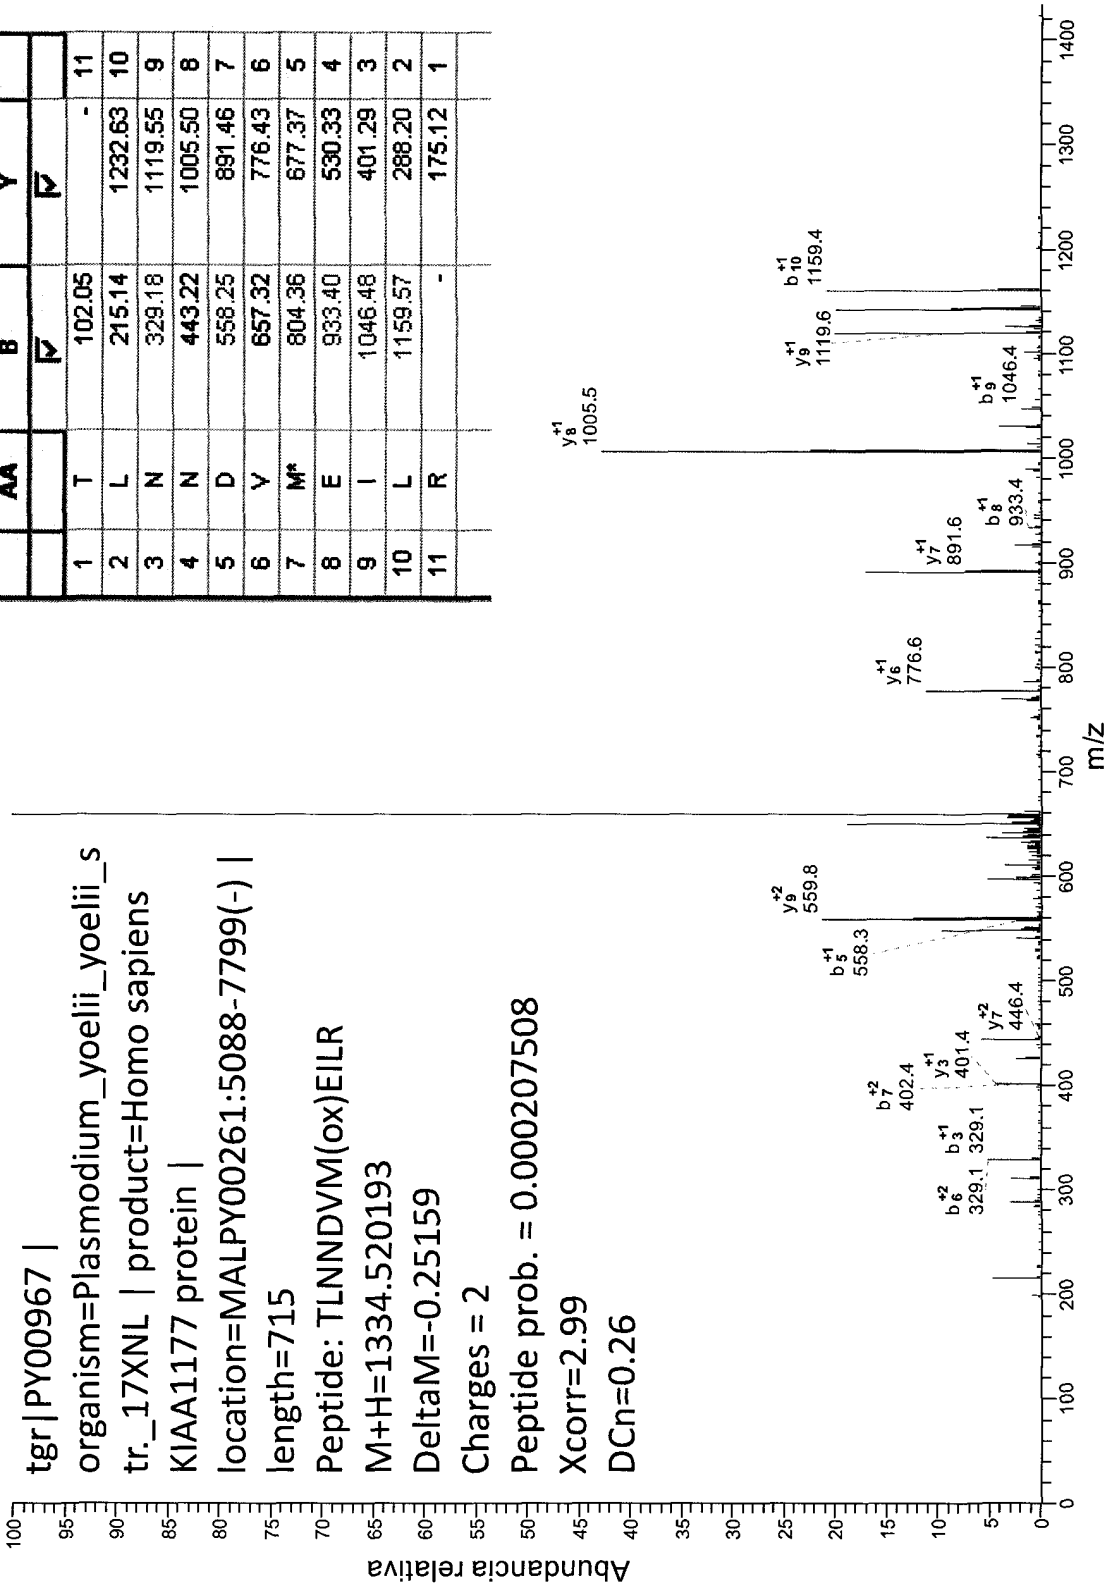 tgr|PY00967 |
organism=Plasmodium_yoelii_yoelii_s
tr._17XNL | product=Homo sapiens
KIAA1177 protein |
location=MALPY00261:5088-7799(-) |
length=715
Peptide: TLNNDVM(ox)EILR
M+H=1334.520193
DeltaM=-0.25159
Charges = 2
Peptide prob. = 0.000207508
Xcorr=2.99
DCn=0.26
AA B Y
1 T 102.05 - 11
2 L 215.14 1232.63 10
3 N 329.18 1119.55 9
4 N 443.22 1005.50 8
5 D 558.25 891.46 7
6 V 657.32 776.43 6
7 M* 804.36 677.37 5
8 E 933.40 530.33 4
9 I 1046.48 401.29 3
10 L 1159.57 288.20 2
11 R - 175.12 1
Abundancia relativa
100
95
90
85
80
75
70
65
60
55
50
45
40
35
30
25
20
15
10
5
0
b6+2
329.1
b3+1
329.1
b7+2
402.4
y3+1
401.4
y7+2
446.4
b5+1
558.3
y9+2
559.8
y6+1
776.6
y7+1
891.6
b8+1
933.4
y8+1
1005.5
b9+1
1046.4
y9+1
1119.6
b10+1
1159.4
0 100 200 300 400 500 600 700 800 900 1000 1100 1200 1300 1400
m/z